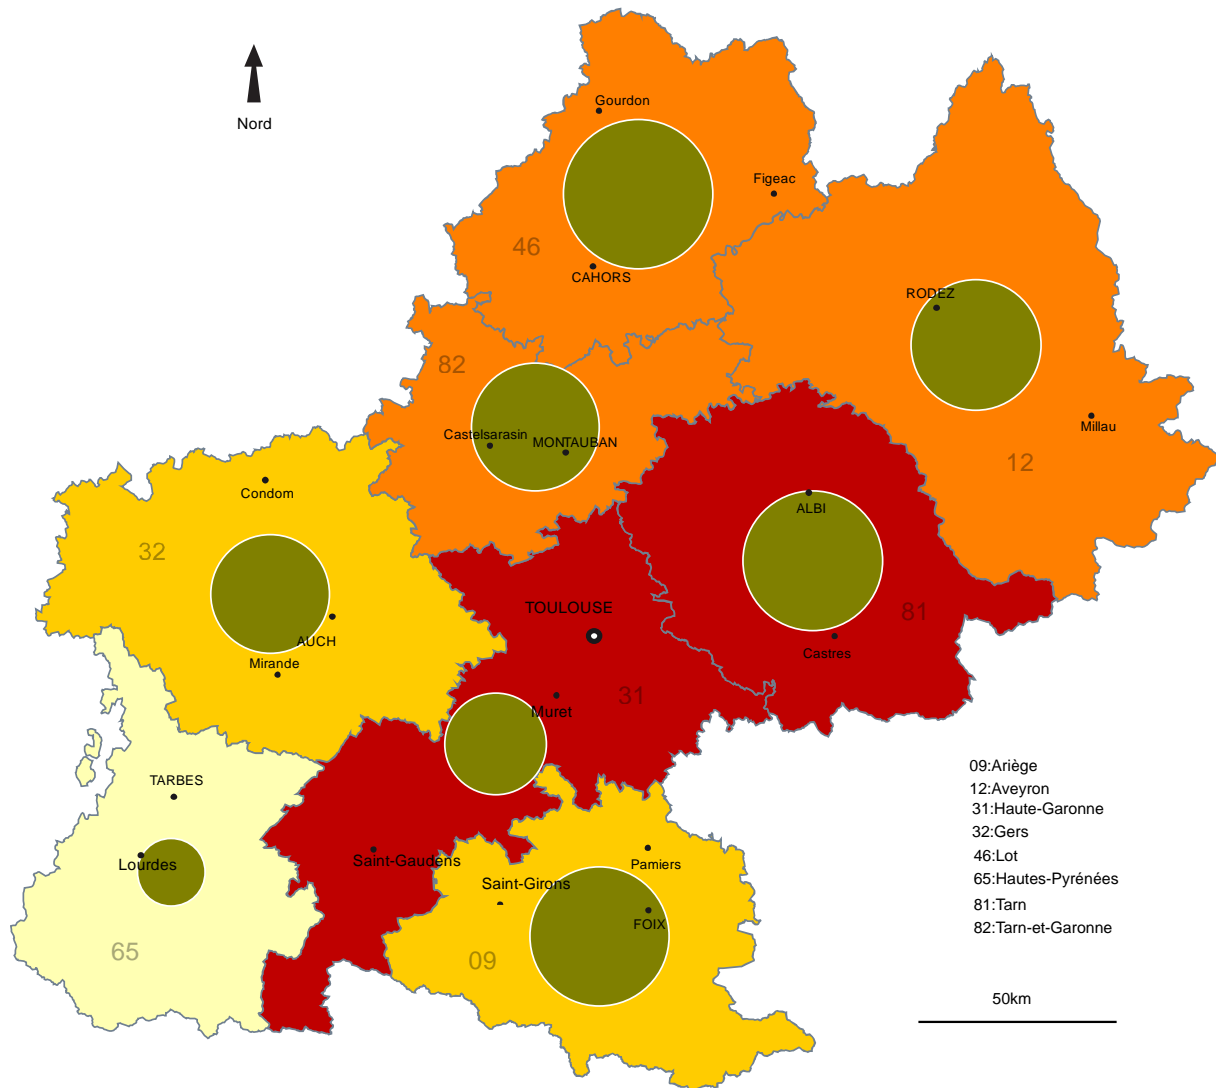 Nord
Gourdon
Figeac
46
CAHORS
RODEZ
82
Castelsarasin
MONTAUBAN
Millau
12
Condom
ALBI
32
TOULOUSE
81
AUCH
Castres
Mirande
31
Muret
TARBES
Lourdes
Saint-Gaudens
Pamiers
Saint-Girons
FOIX
65
09
09:Ariège
12:Aveyron
31:Haute-Garonne
32:Gers
46:Lot
65:Hautes-Pyrénées
81:Tarn
82:Tarn-et-Garonne
50km